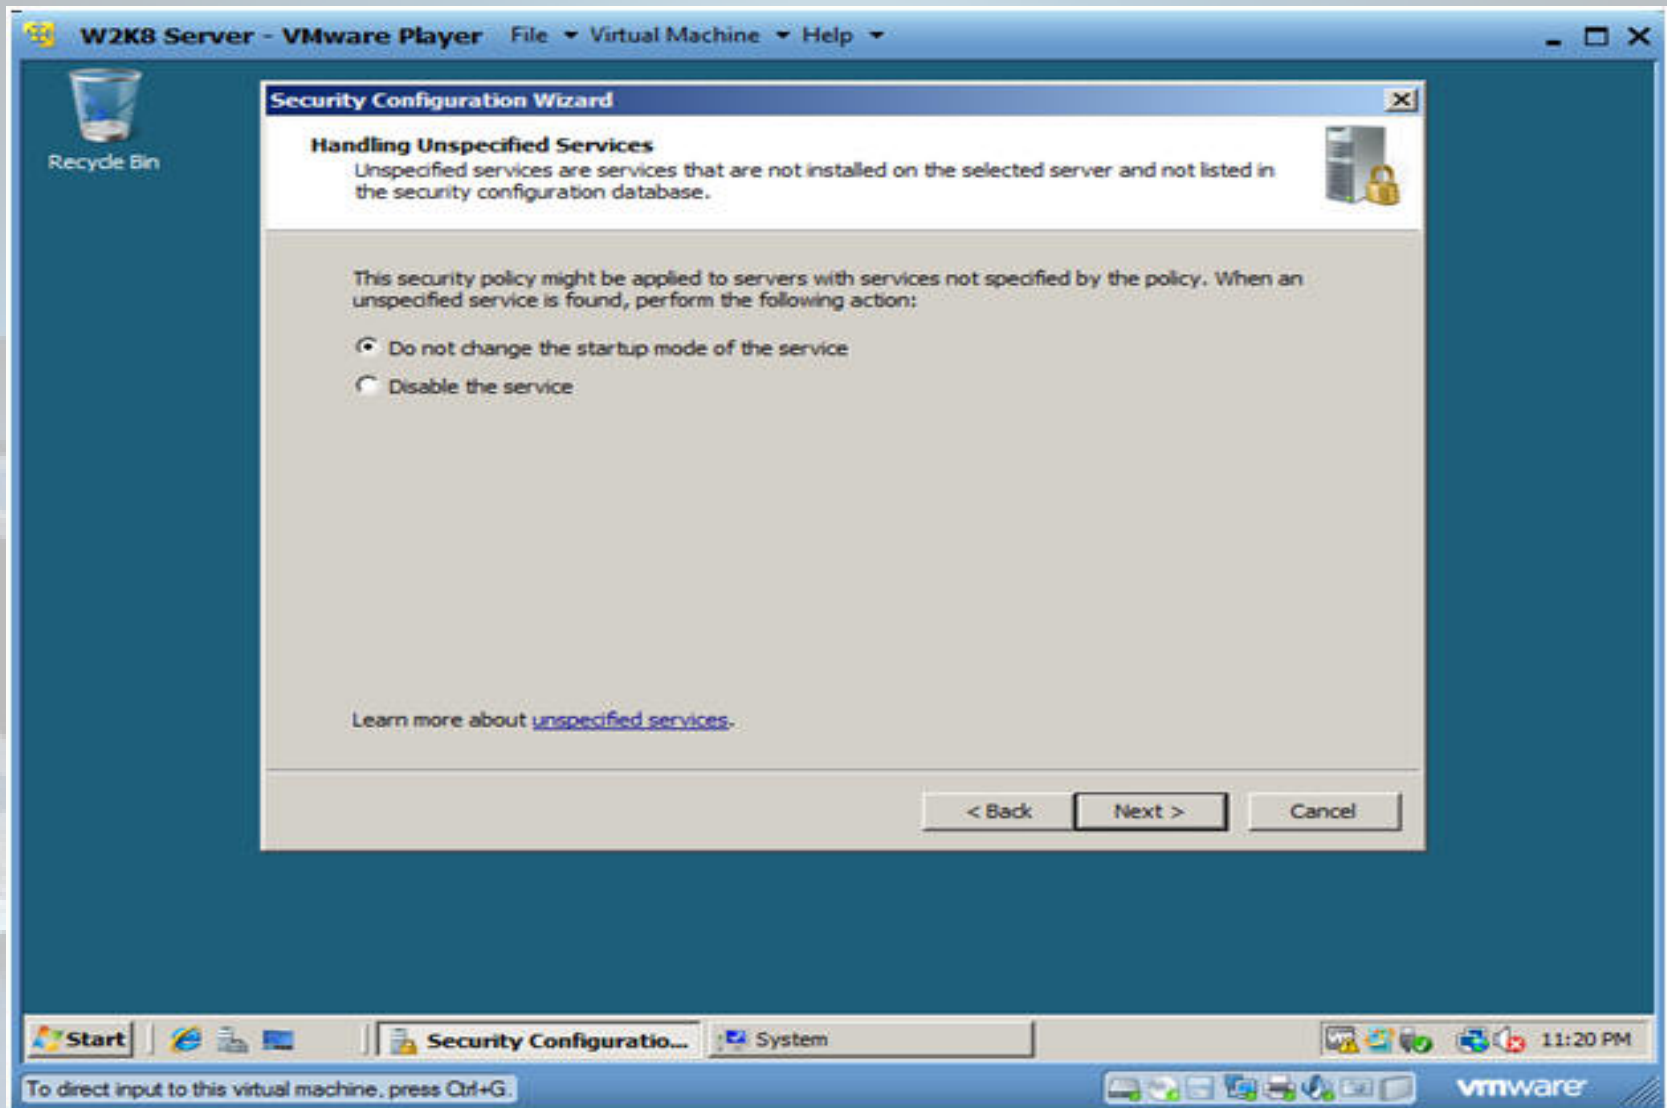 W2K8 Server - VMware Player File Virtual Machine Help
Recycle Bin
Security Configuration Wizard
Handling Unspecified Services
Unspecified services are services that are not installed on the selected server and not listed in
the security configuration database.
This security policy might be applied to servers with services not specified by the policy. When an
unspecified service is found, perform the following action:
Do not change the startup mode of the service
Disable the service
Learn more about unspecified services.
< Back Next > Cancel
Start Security Configuratio... System 11:20 PM
To direct input to this virtual machine, press Ctrl+G. vmware